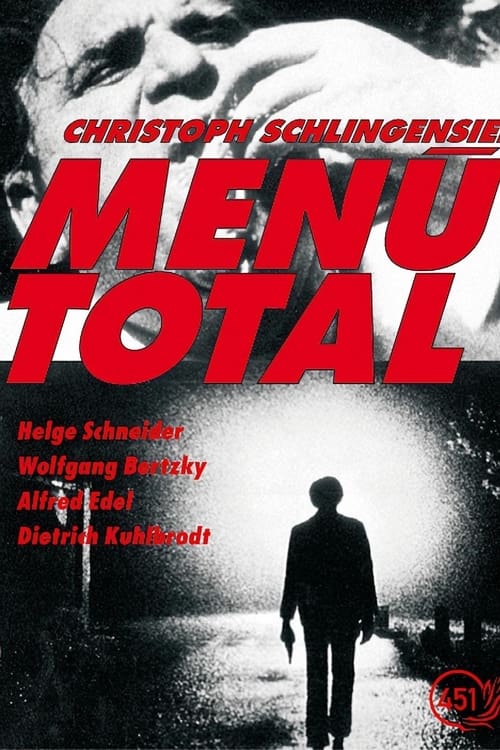 CHRISTOPH SCHLINGENSIE
MENÜ
TOTAL
Helge Schneider
Wolfgang Bertzky
Alfred Edel
Dietrich Kuhlbrodt
451